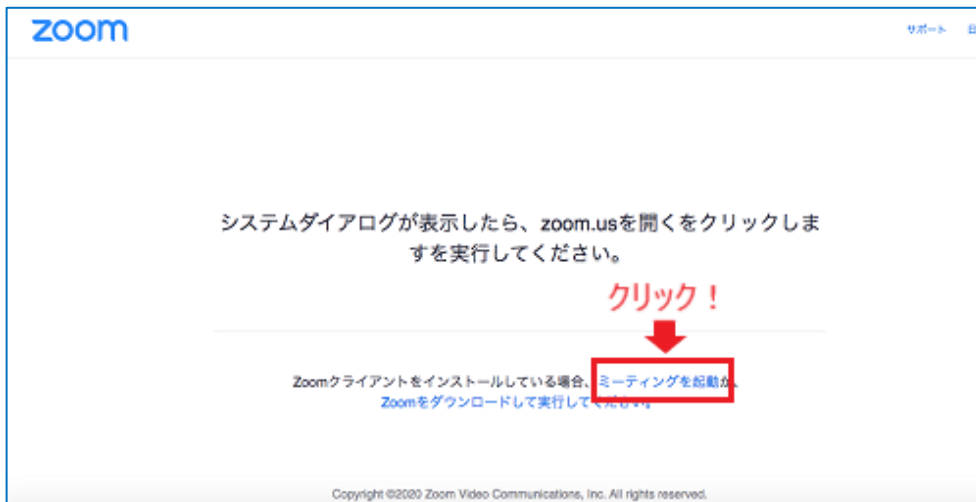 zoom
サポート 日
システムダイアログが表示したら、zoom.usを開くをクリックしま
すを実行してください。
クリック！
Zoomクライアントをインストールしている場合、ミーティングを起動か、
Zoomをダウンロードして実行してください。
Copyright ©2020 Zoom Video Communications, Inc. All rights reserved.